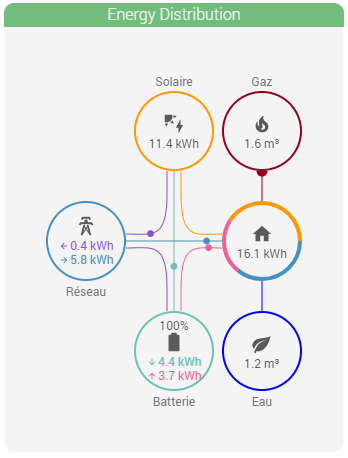 Energy Distribution
Solaire
Gaz
11.4 kWh
1.6 m³
← 0.4 kWh
→ 5.8 kWh
16.1 kWh
Réseau
100%
↓ 4.4 kWh
↑ 3.7 kWh
1.2 m³
Batterie
Eau